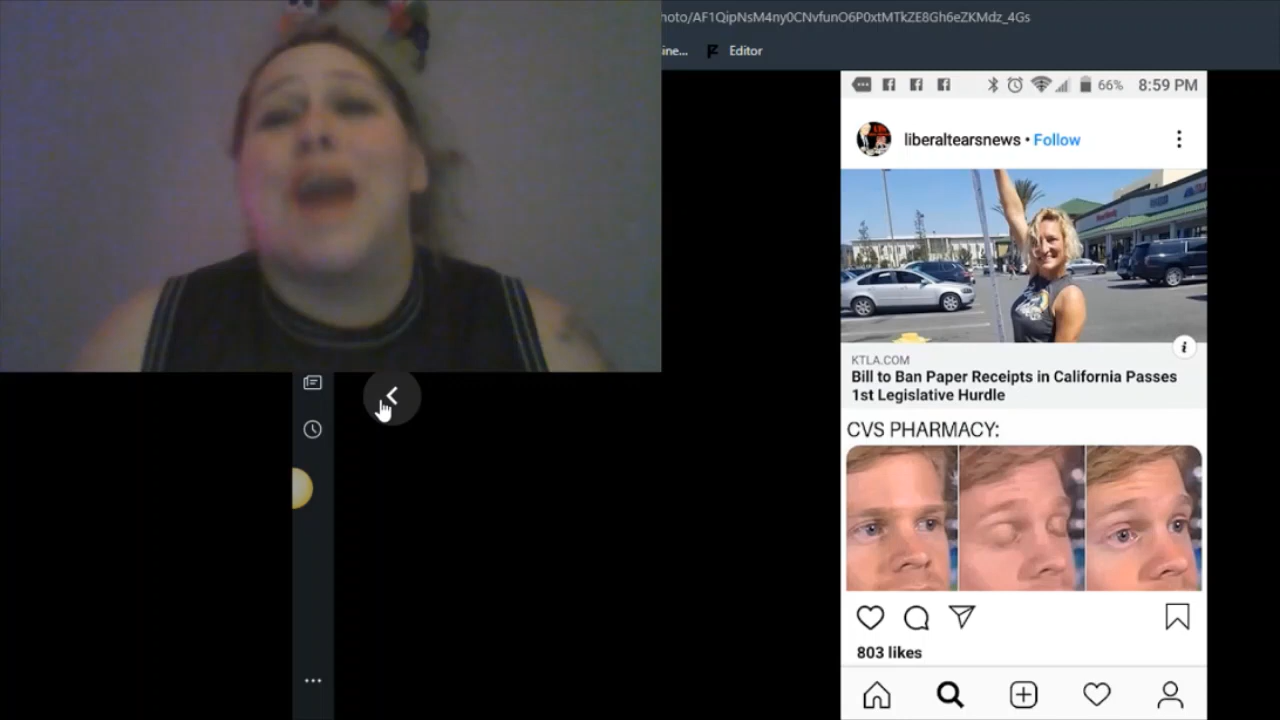 hoto/AF1QipNsM4ny0CNvfunO6P0xtMTkZE8Gh6eZKMdz_4Gs
ine...
Editor
66% 8:59 PM
liberaltearsnews • Follow
KTLA.COM
Bill to Ban Paper Receipts in California Passes
1st Legislative Hurdle
CVS PHARMACY:
803 likes